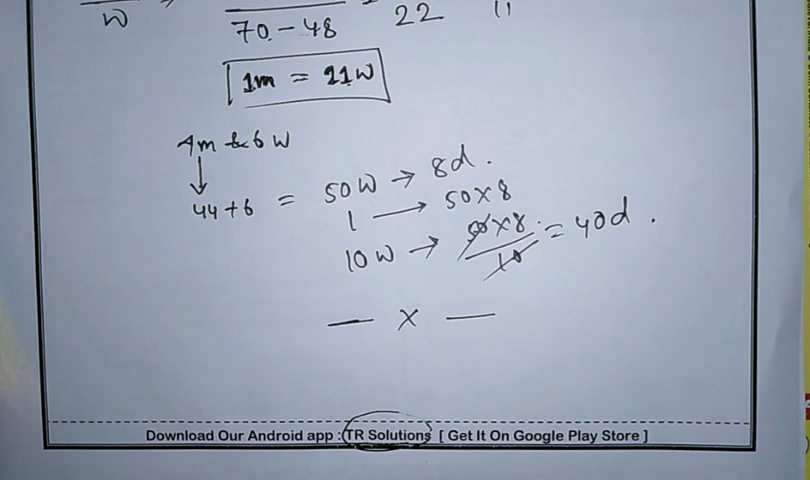 W
70 - 48
22
11
1m = 11W
4m & 6 W
44 + 6 = 50W → 8d.
1 → 50 x 8
10W → 50 x 8 / 10 = 40d.
— x —
Download Our Android app : TR Solutions [ Get It On Google Play Store ]